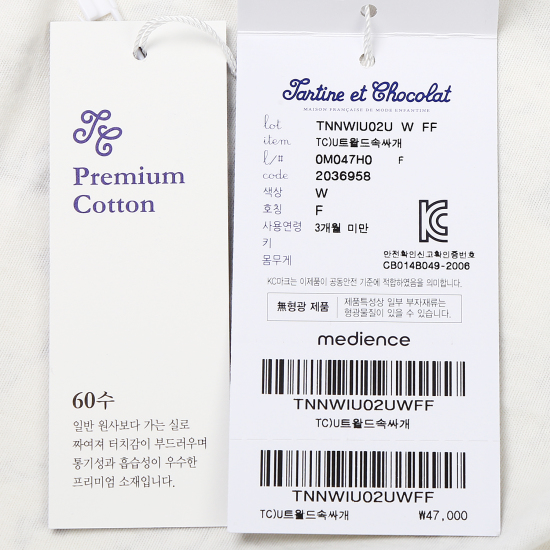 TC
Premium
Cotton
60수
일반 원사보다 가는 실로
짜여져 터치감이 부드러우며
통기성과 흡습성이 우수한
프리미엄 소재입니다.
Tartine et Chocolat
MAISON FRANÇAISE DE MODE ENFANTINE
lot TNNWIU02U W FF
item TC)U트왈드속싸개
l/# 0M047H0 F
code 2036958
색상 W
호칭 F
사용연령 3개월 미만
키
몸무게
KC
안전확인신고확인증번호
CB014B049-2006
KC마크는 이제품이 공동안전 기준에 적합하였음을 의미합니다.
無형광 제품
제품특성상 일부 부자재류는
형광물질이 있을 수 있습니다.
medience
TNNWIU02UWFF
TC)U트왈드속싸개
TNNWIU02UWFF
TC)U트왈드속싸개 ₩47,000